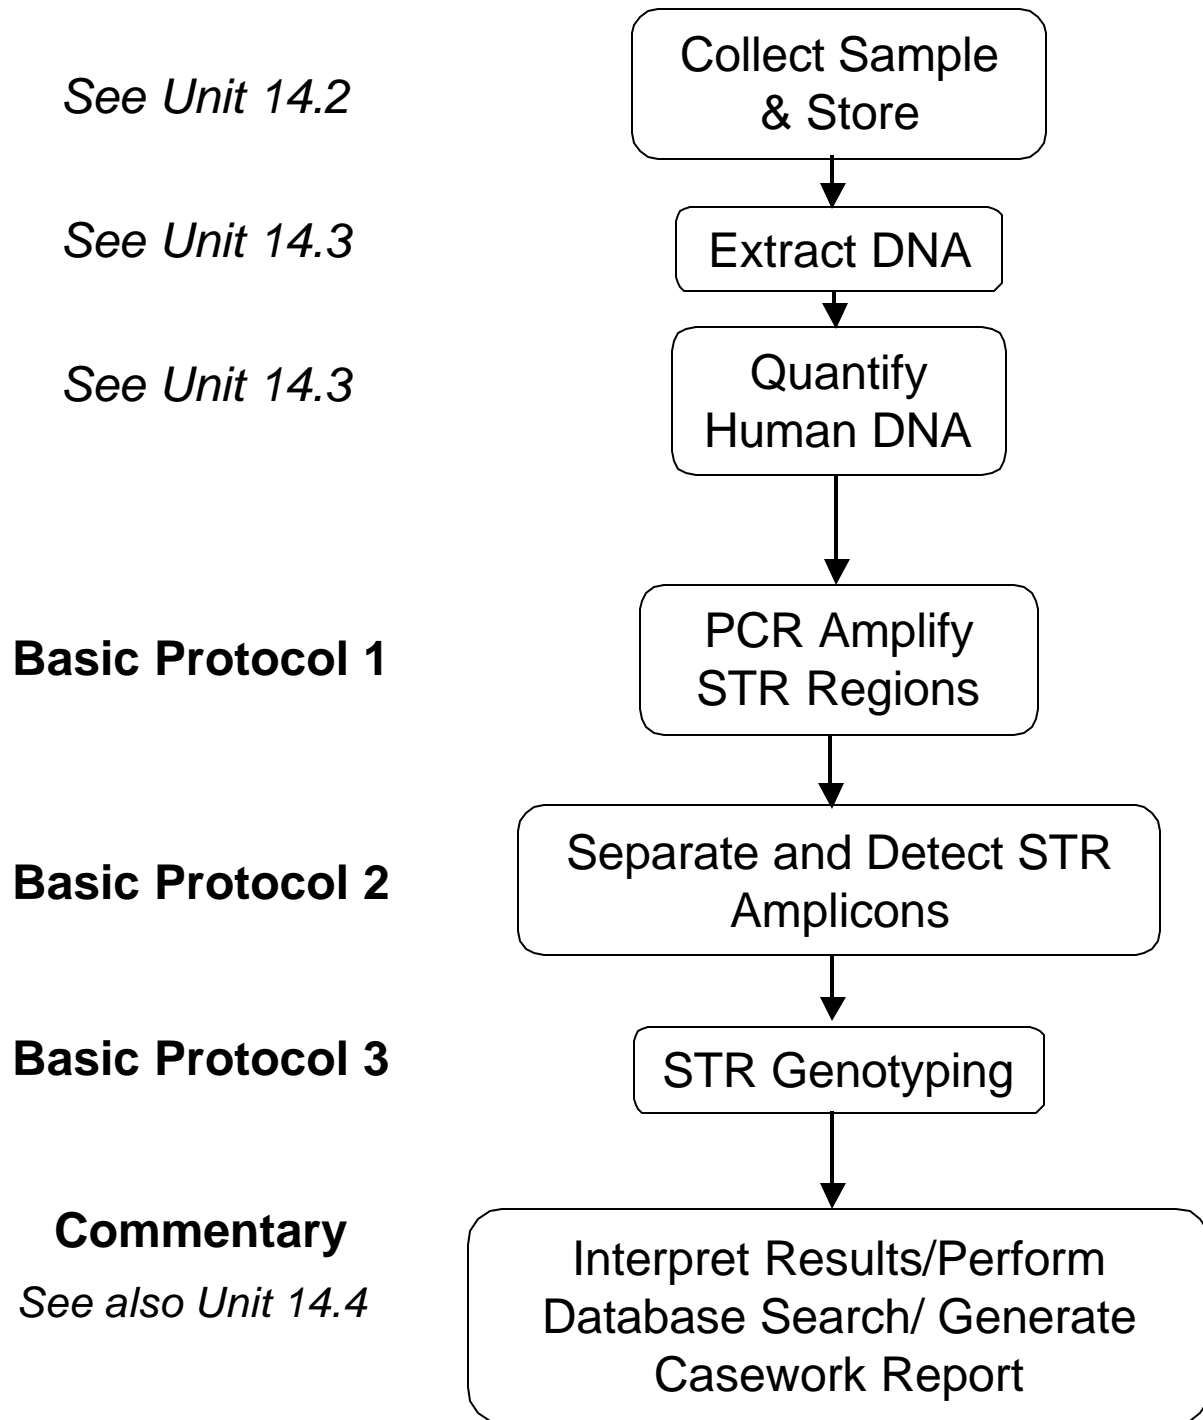 See Unit 14.2
Collect Sample
& Store
See Unit 14.3
Extract DNA
See Unit 14.3
Quantify
Human DNA
Basic Protocol 1
PCR Amplify
STR Regions
Basic Protocol 2
Separate and Detect STR
Amplicons
Basic Protocol 3
STR Genotyping
Commentary
See also Unit 14.4
Interpret Results/Perform
Database Search/ Generate
Casework Report